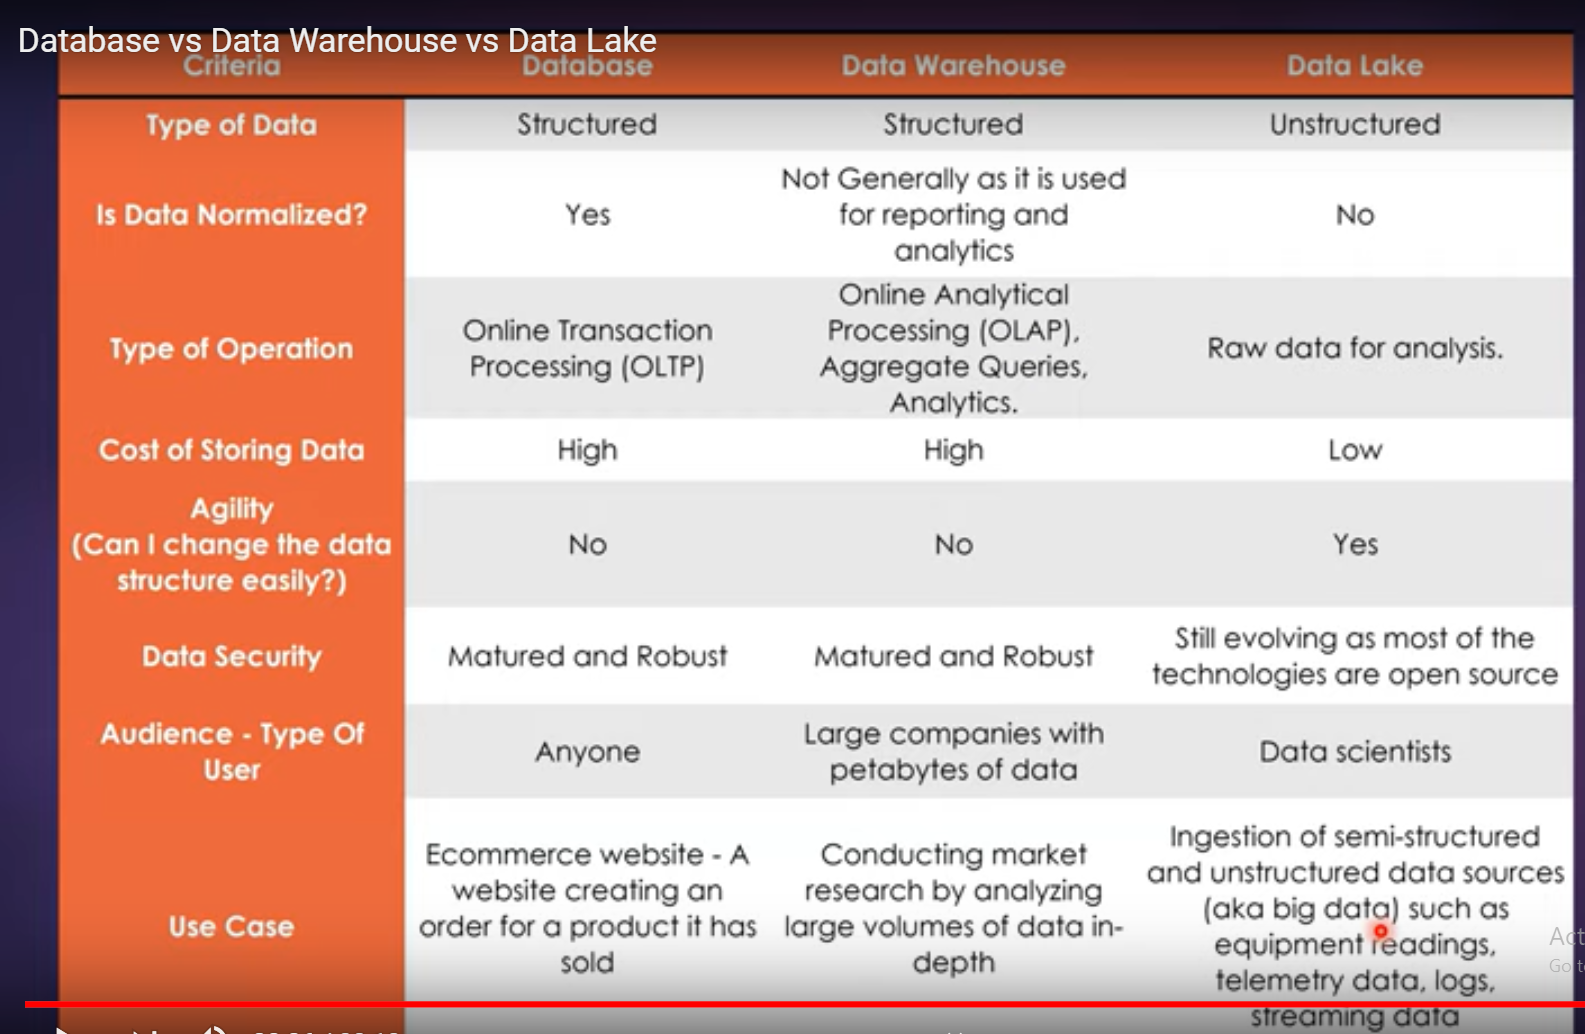 Database vs Data Warehouse vs Data Lake
Criteria
Database
Data Warehouse
Data Lake
Type of Data
Structured
Structured
Unstructured
Is Data Normalized?
Yes
Not Generally as it is used
for reporting and
analytics
No
Type of Operation
Online Transaction
Processing (OLTP)
Online Analytical
Processing (OLAP),
Aggregate Queries,
Analytics.
Raw data for analysis.
Cost of Storing Data
High
High
Low
Agility
(Can I change the data
structure easily?)
No
No
Yes
Data Security
Matured and Robust
Matured and Robust
Still evolving as most of the
technologies are open source
Audience - Type Of
User
Anyone
Large companies with
petabytes of data
Data scientists
Use Case
Ecommerce website - A
website creating an
order for a product it has
sold
Conducting market
research by analyzing
large volumes of data in-
depth
Ingestion of semi-structured
and unstructured data sources
(aka big data) such as
equipment readings,
telemetry data, logs,
streaming data
Act
Go to